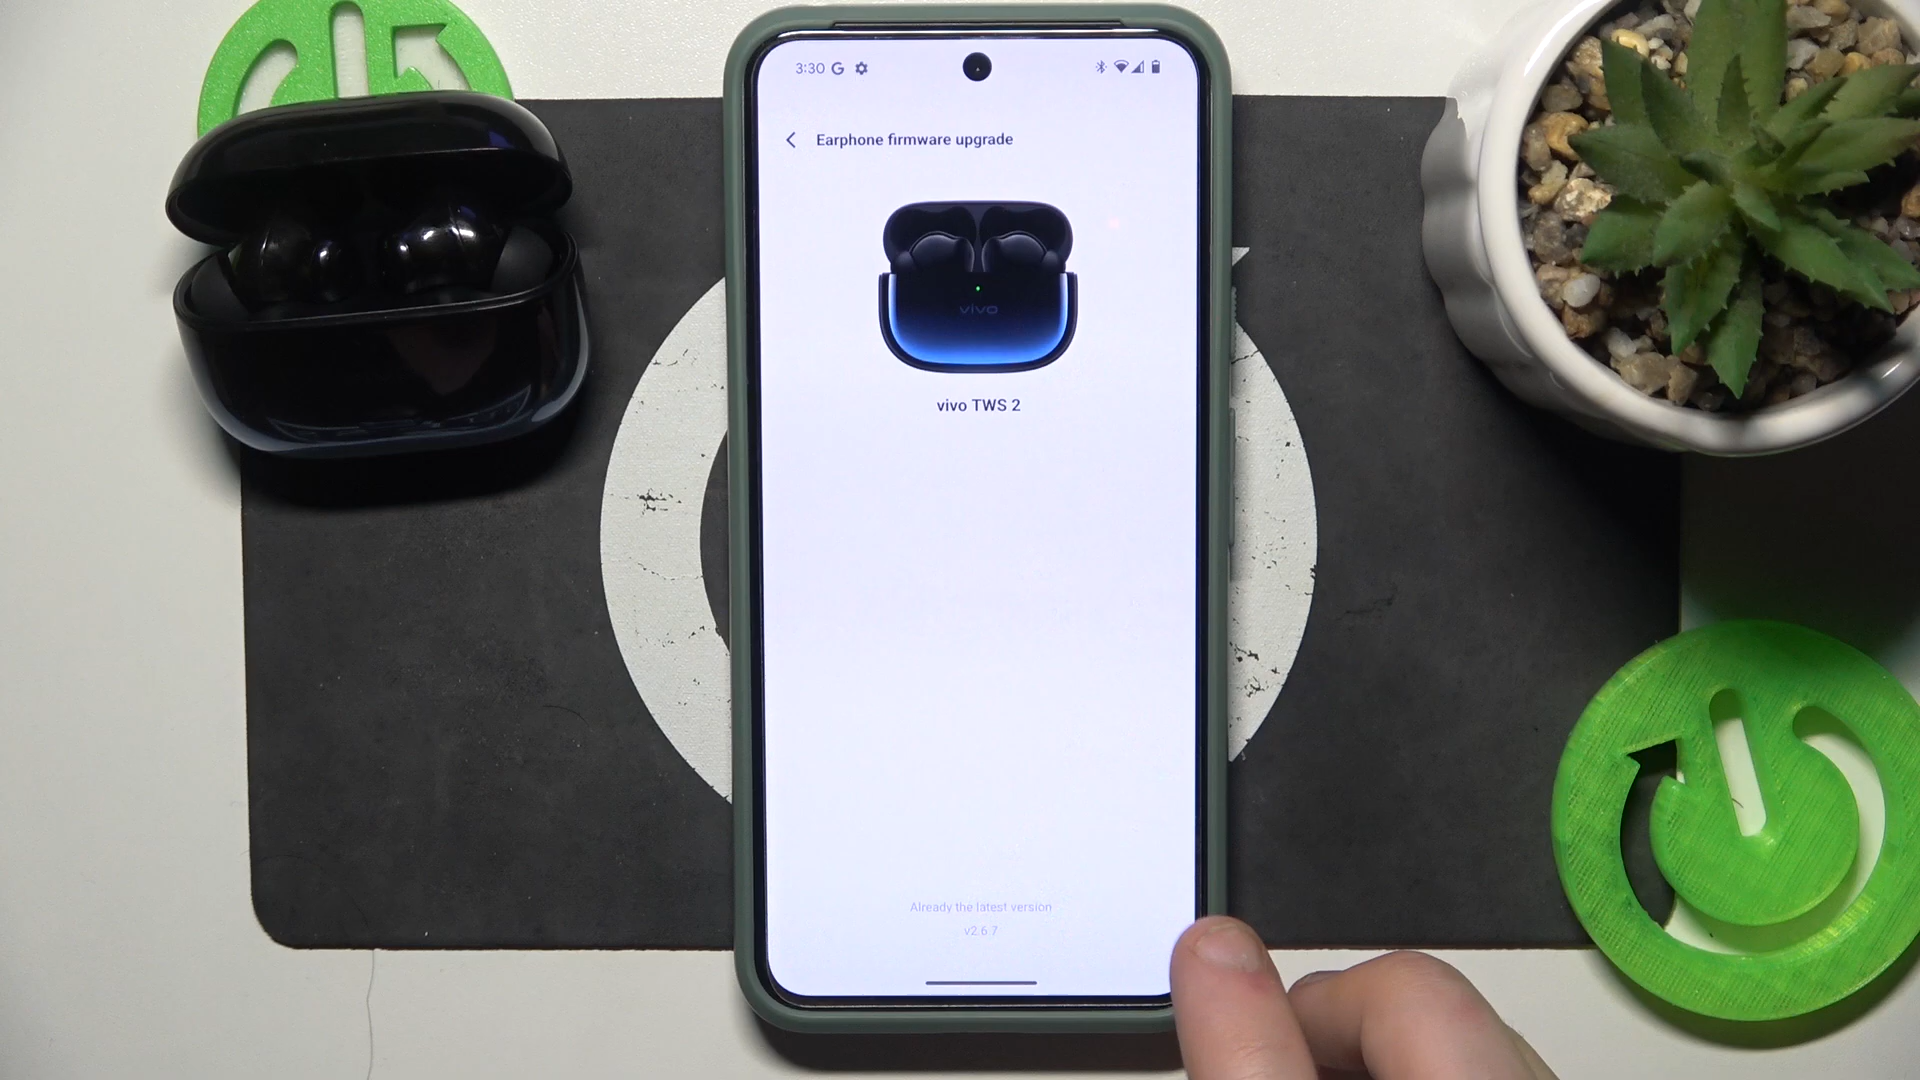 3:30 G
Earphone firmware upgrade
vivo
vivo TWS 2
Already the latest version
v2.6.7